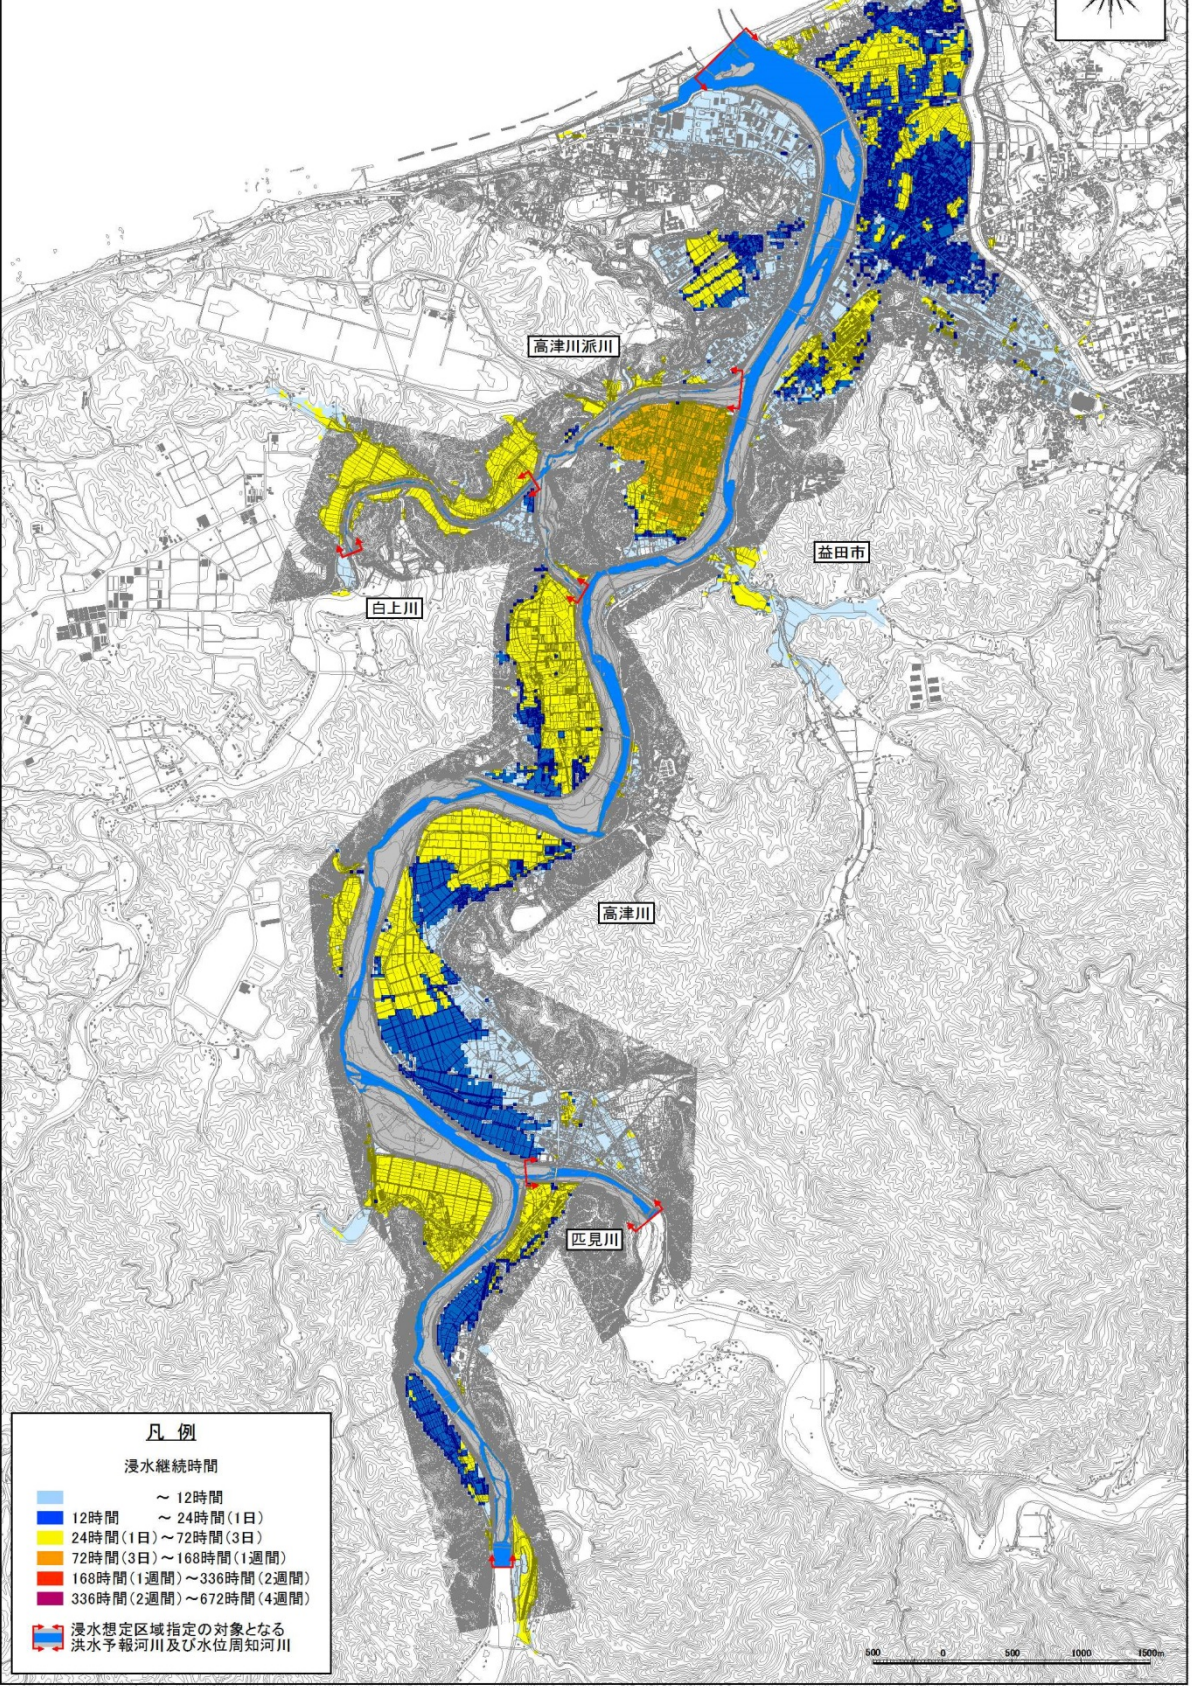 高津川派川
益田市
白上川
高津川
匹見川
凡 例
浸水継続時間
～ 12時間
12時間 ～ 24時間(1日)
24時間(1日)～72時間(3日)
72時間(3日)～168時間(1週間)
168時間(1週間)～336時間(2週間)
336時間(2週間)～672時間(4週間)
浸水想定区域指定の対象となる
洪水予報河川及び水位周知河川
500 0 500 1000 1500m